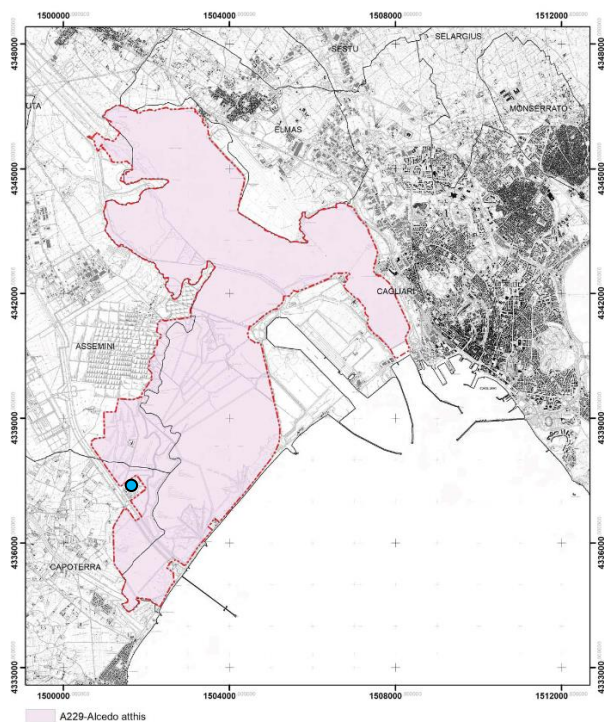 1500000 1504000 1508000 1512000
4348000 4348000
SELARGIUS
SESTU
UTA
MONSERRATO
ELMAS
4345000 4345000
CAGLIARI
4342000 4342000
ASSEMINI
CAGLIARI
4339000 4339000
4336000 4336000
CAPOTERRA
4333000 4333000
1500000 1504000 1508000 1512000
A229-Alcedo atthis